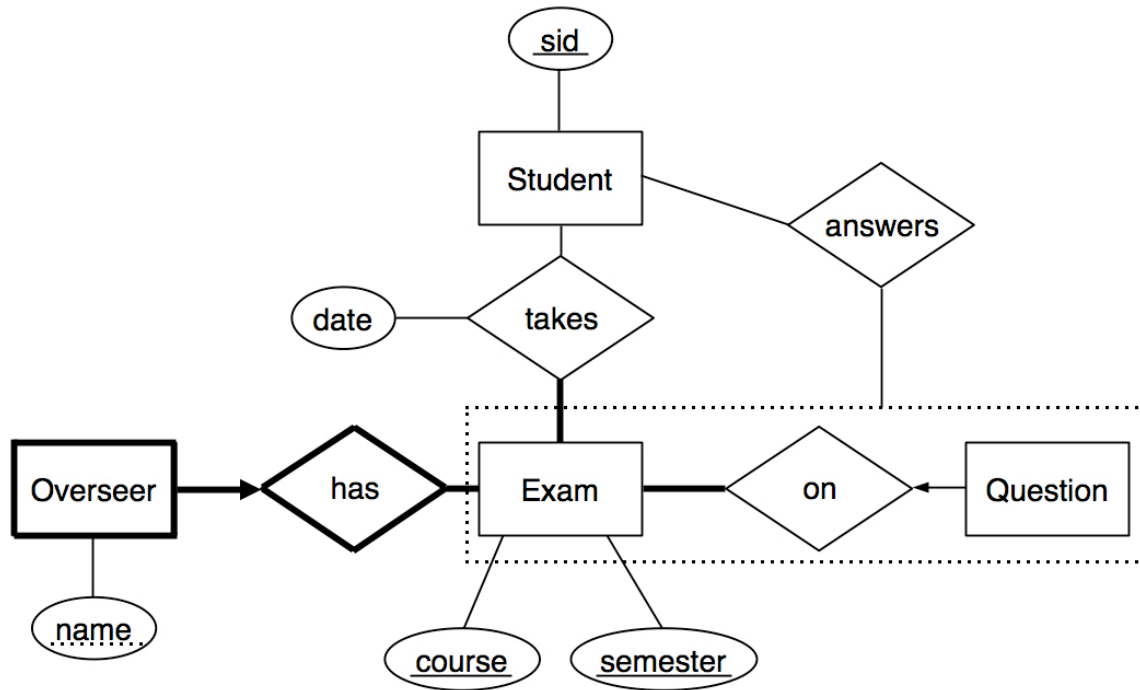 sid
Student
answers
date
takes
Overseer
has
Exam
on
Question
name
course
semester